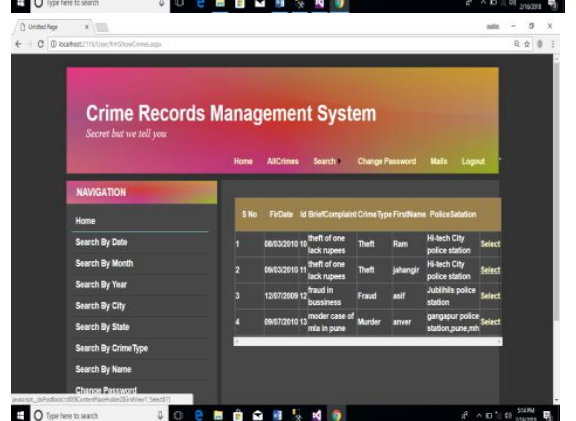 Type here to search
2/16/2018
Untitled Page
localhost:2116/User/frmShowCrimes.aspx
Crime Records Management System
Secret but we tell you
Home AllCrimes Search Change Password Mails Logout
NAVIGATION
Home
Search By Date
Search By Month
Search By Year
Search By City
Search By State
Search By CrimeType
Search By Name
Change Password
S No FirDate Id BriefComplaint CrimeType FirstName PoliceSatation
1 08/03/2010 10 theft of one lack rupees Theft Ram Hi-tech City police station Select
2 09/03/2010 11 theft of one lack rupees Theft jahangir Hi-tech City police station Select
3 12/07/2009 12 fraud in bussiness Fraud asif Jublihils police station Select
4 09/07/2010 13 moder case of mla in pune Murder anver gangapur police station,pune,mh Select
Type here to search
5:14 PM